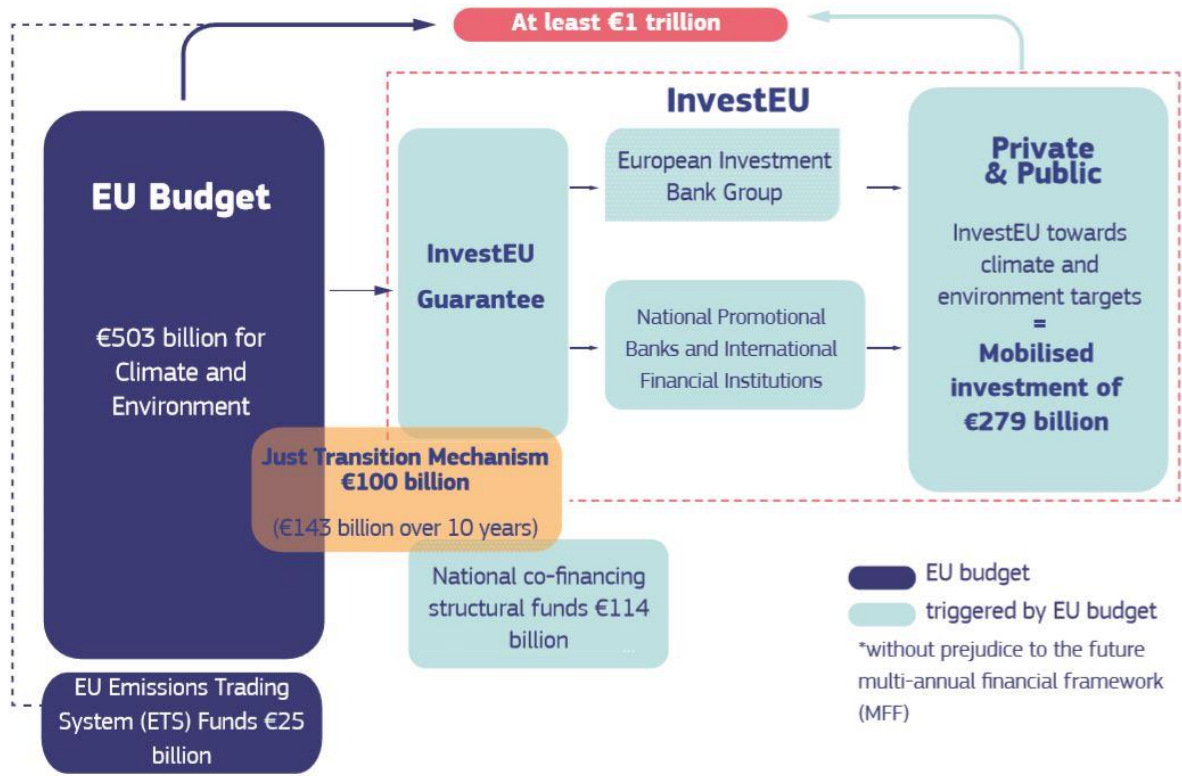 At least €1 trillion
EU Budget
€503 billion for
Climate and
Environment
InvestEU
InvestEU
Guarantee
European Investment
Bank Group
National Promotional
Banks and International
Financial Institutions
Private
& Public
InvestEU towards
climate and
environment targets
=
Mobilised
investment of
€279 billion
Just Transition Mechanism
€100 billion
(€143 billion over 10 years)
National co-financing
structural funds €114
billion
...
EU Emissions Trading
System (ETS) Funds €25
billion
EU budget
triggered by EU budget
*without prejudice to the future
multi-annual financial framework
(MFF)